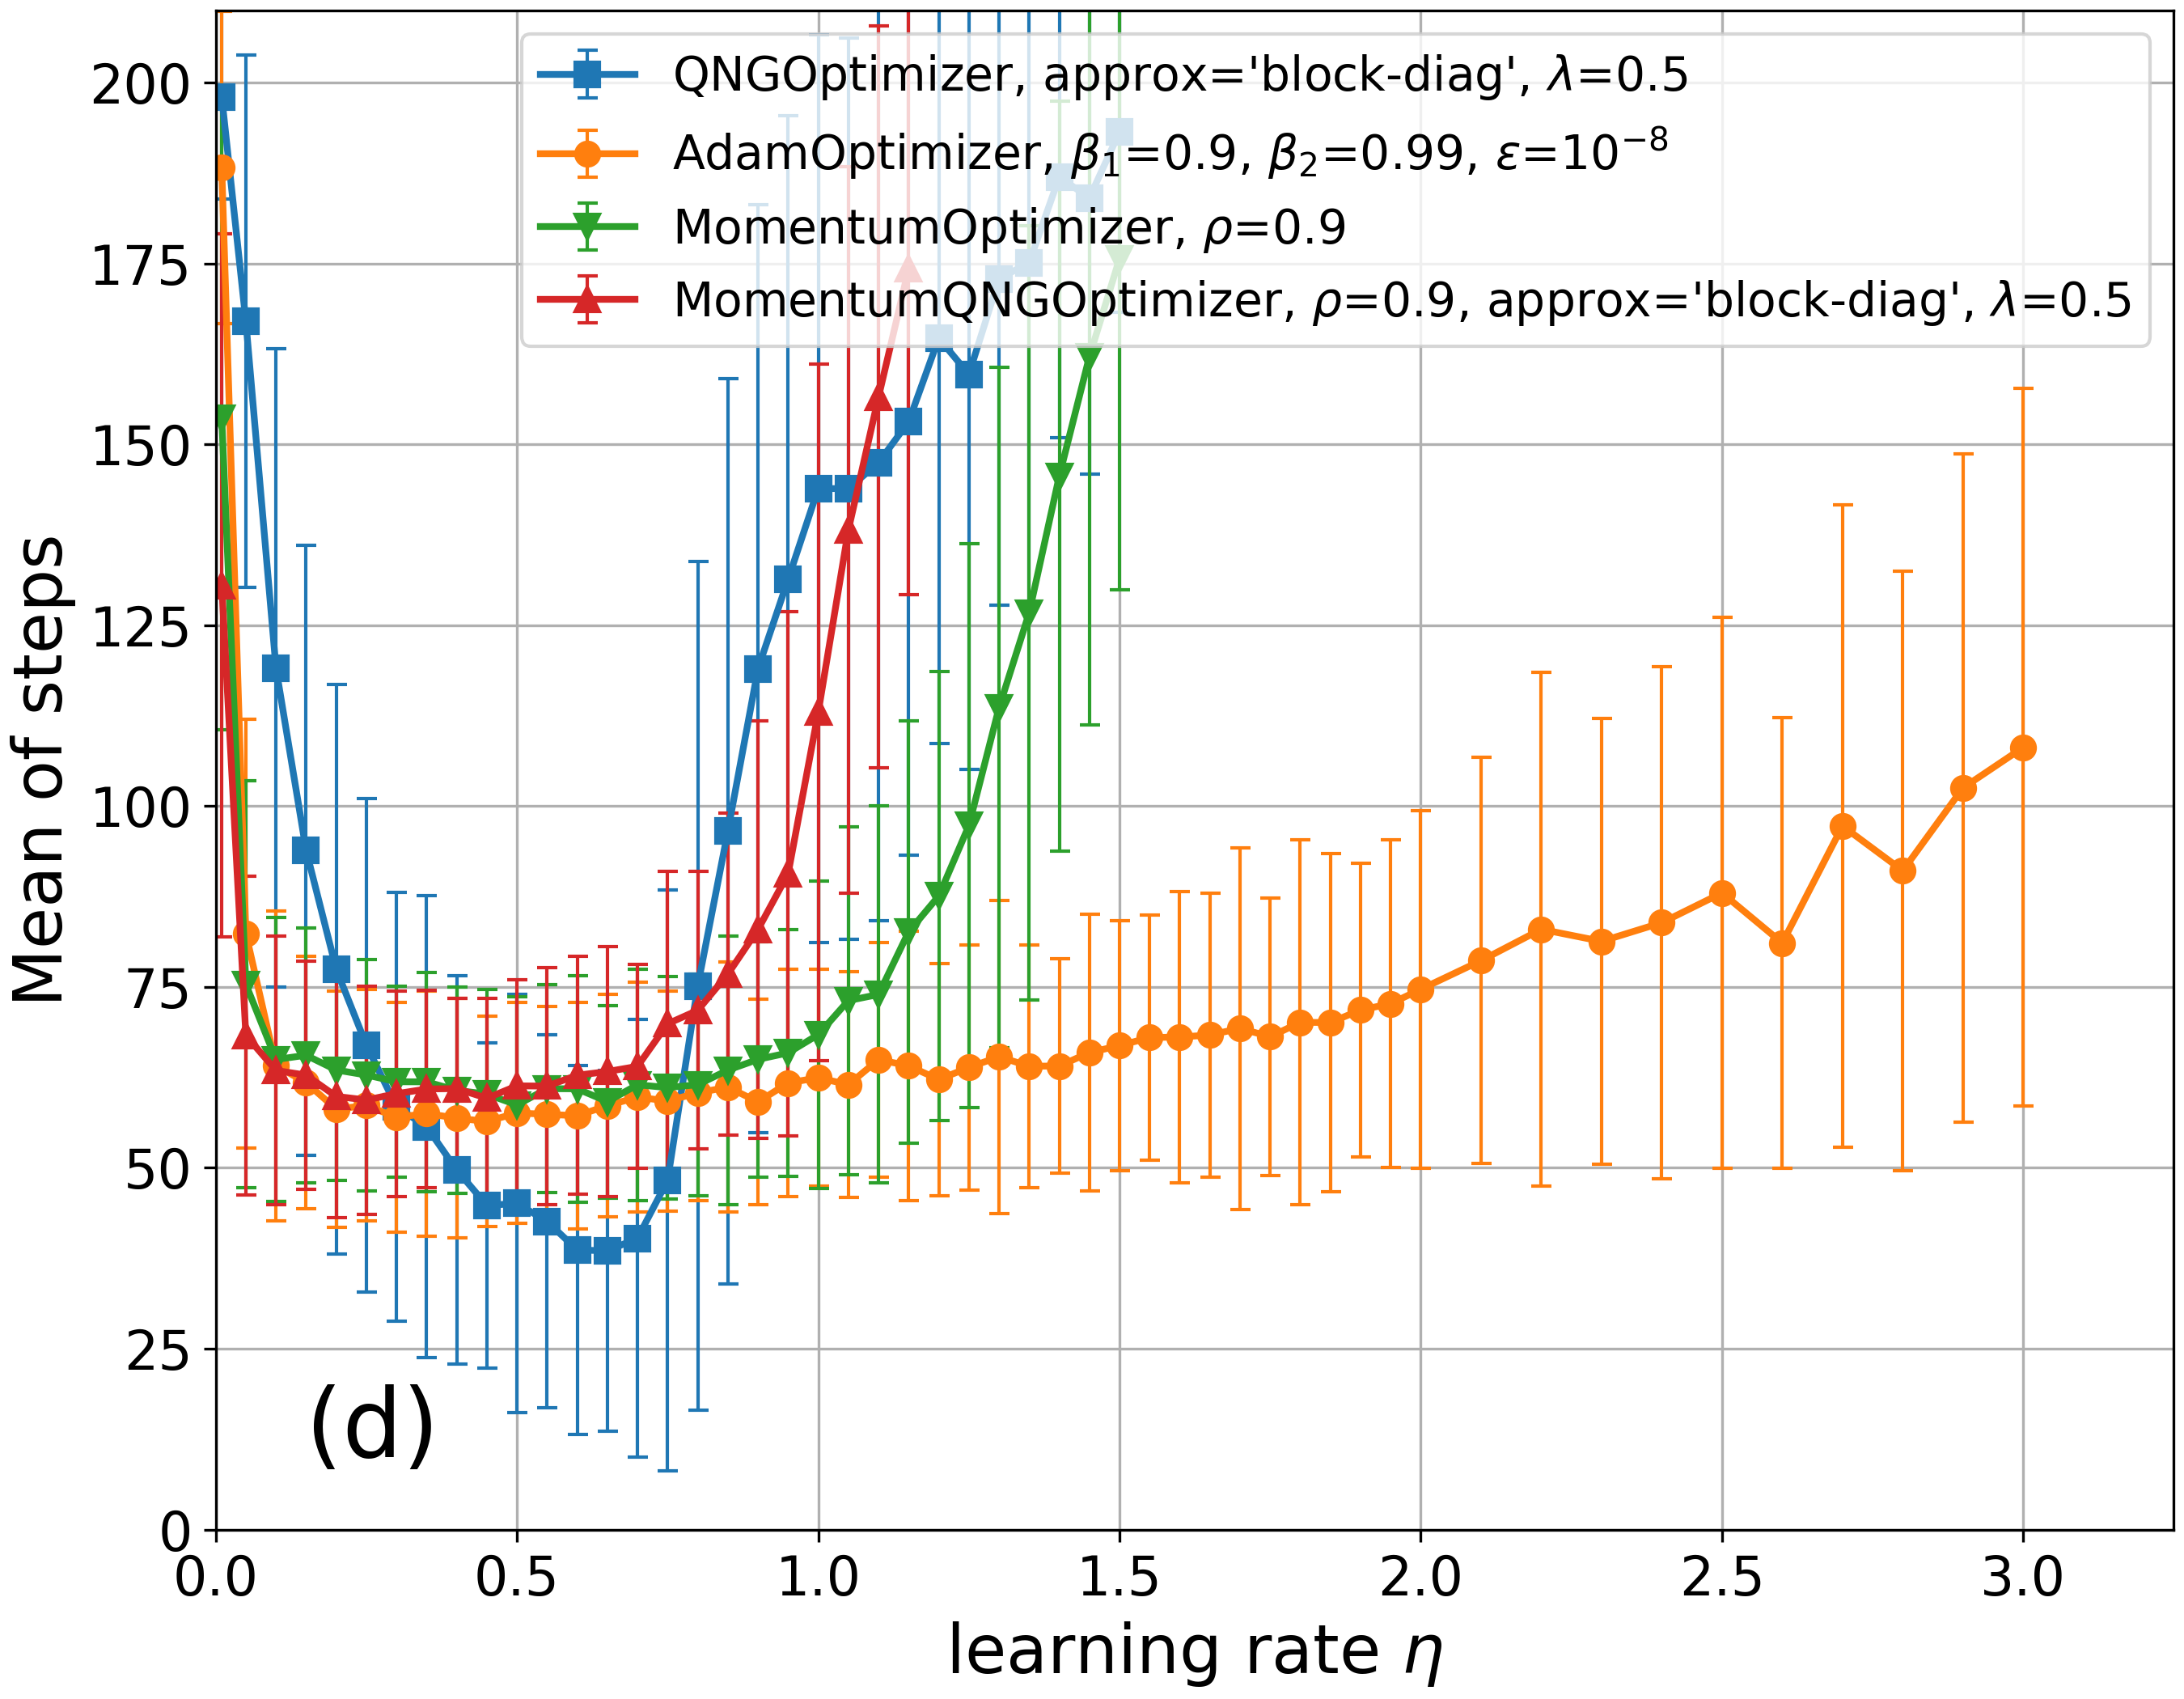 QNGOptimizer, approx='block-diag', λ=0.5
AdamOptimizer, β₁=0.9, β₂=0.99, ε=10⁻⁸
MomentumOptimizer, ρ=0.9
MomentumQNGOptimizer, ρ=0.9, approx='block-diag', λ=0.5
Mean of steps
200
175
150
125
100
75
50
25
0
(d)
0.0 0.5 1.0 1.5 2.0 2.5 3.0
learning rate η